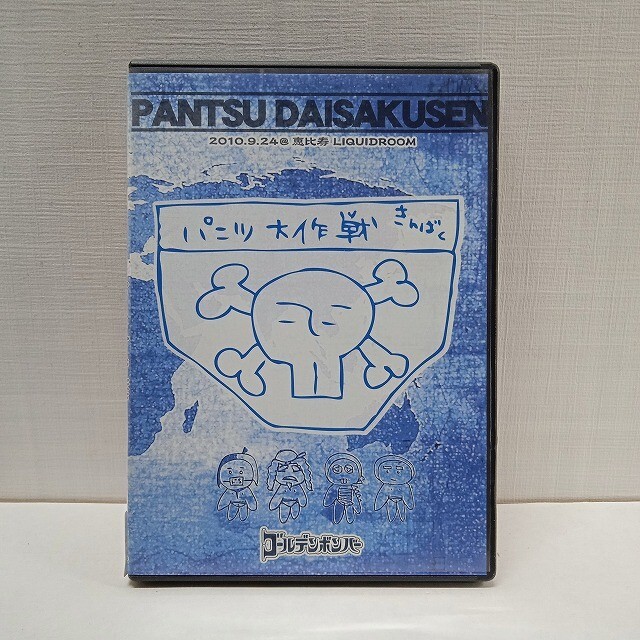 PANTSU DAISAKUSEN
2010.9.24@恵比寿 LIQUIDROOM
パニツ 大作戦 きんばく
ゴールデンボンバー